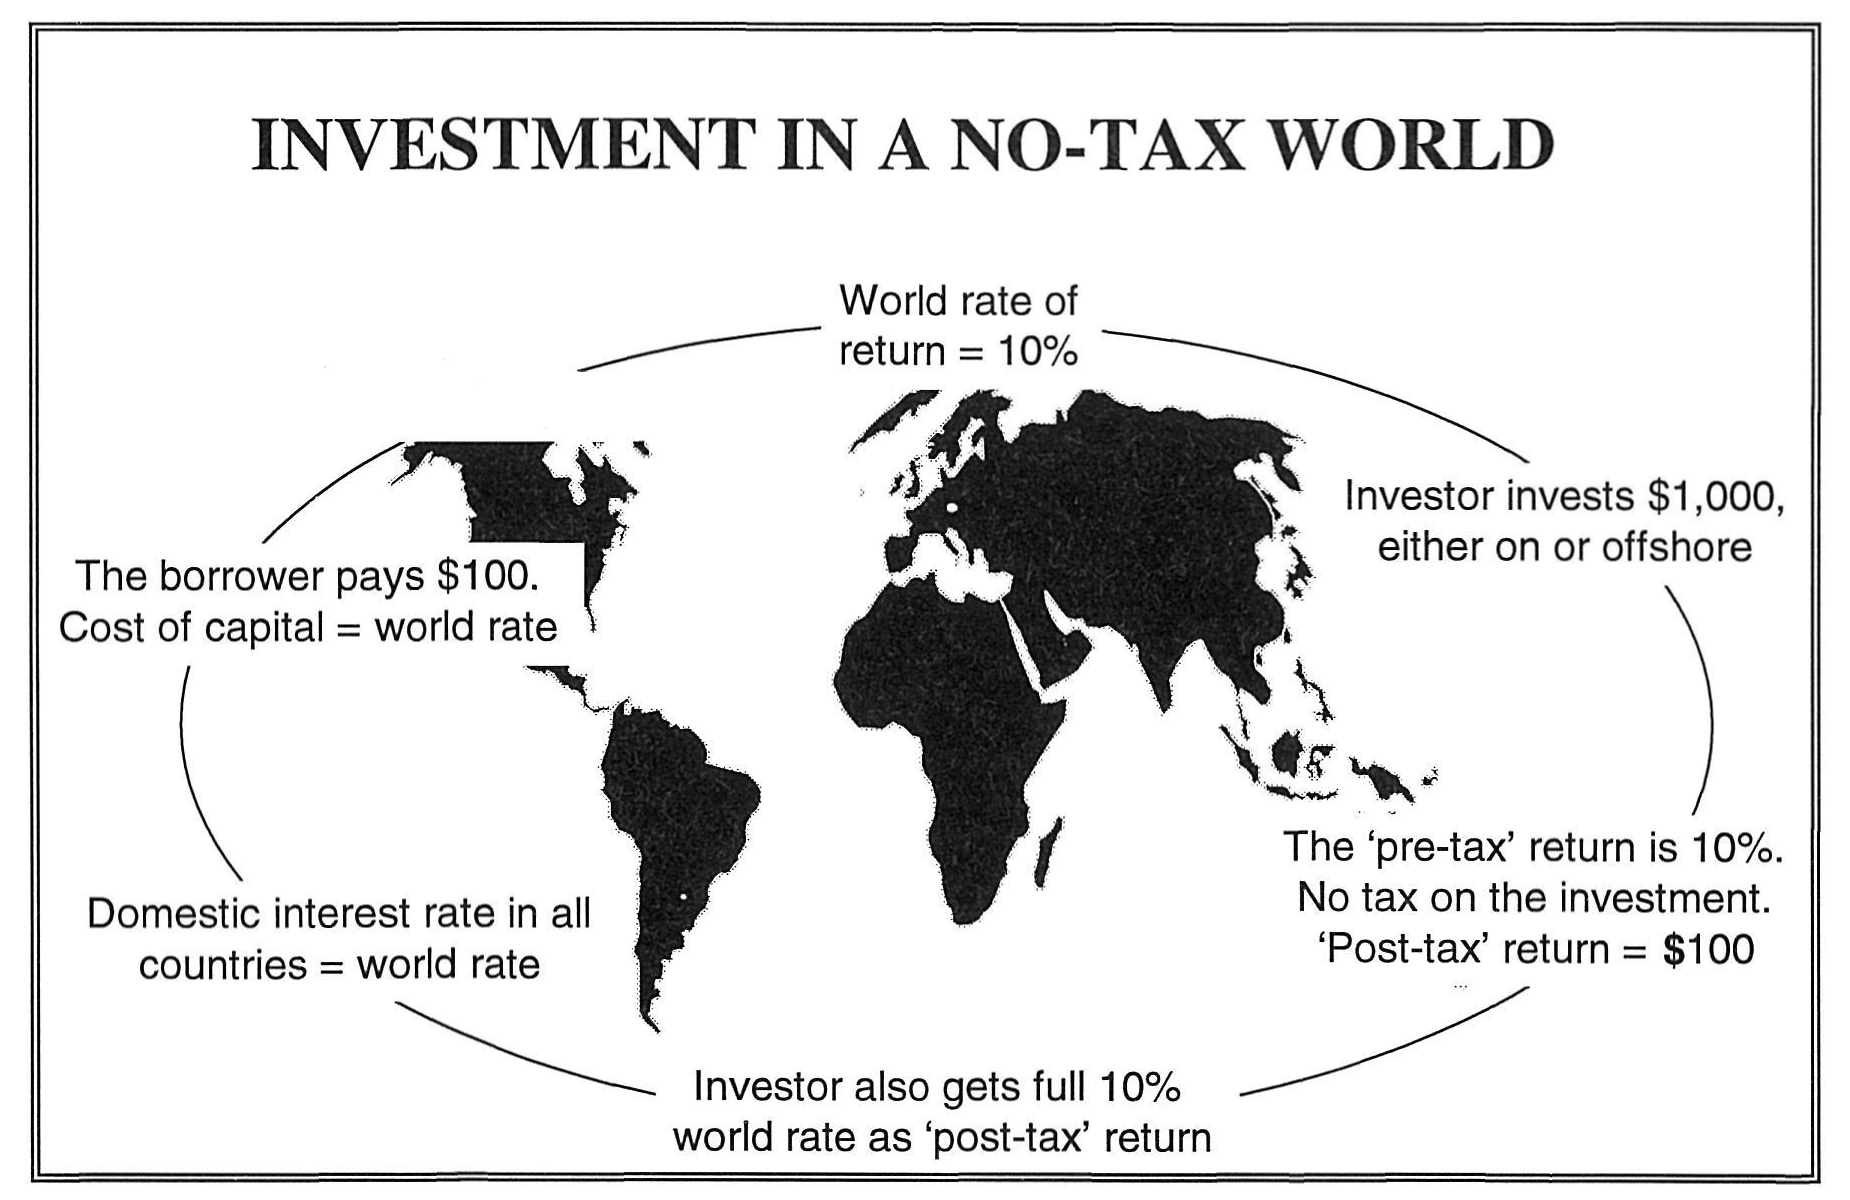 INVESTMENT IN A NO-TAX WORLD
World rate of
return = 10%
Investor invests $1,000,
either on or offshore
The 'pre-tax' return is 10%.
No tax on the investment.
'Post-tax' return = $100
Investor also gets full 10%
world rate as 'post-tax' return
Domestic interest rate in all
countries = world rate
The borrower pays $100.
Cost of capital = world rate